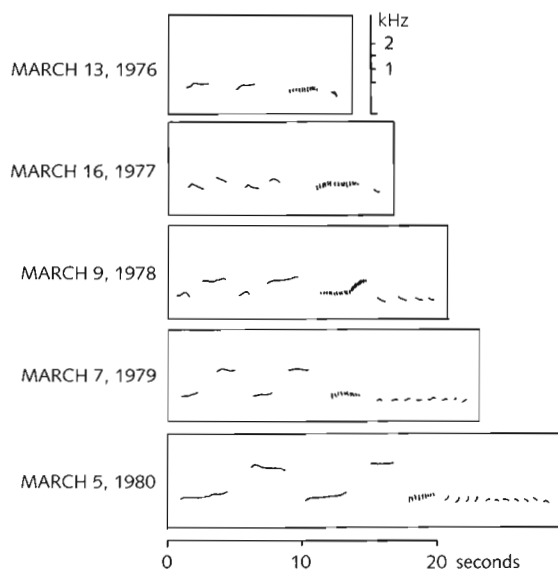 kHz
2
1
MARCH 13, 1976
MARCH 16, 1977
MARCH 9, 1978
MARCH 7, 1979
MARCH 5, 1980
0 10 20 seconds